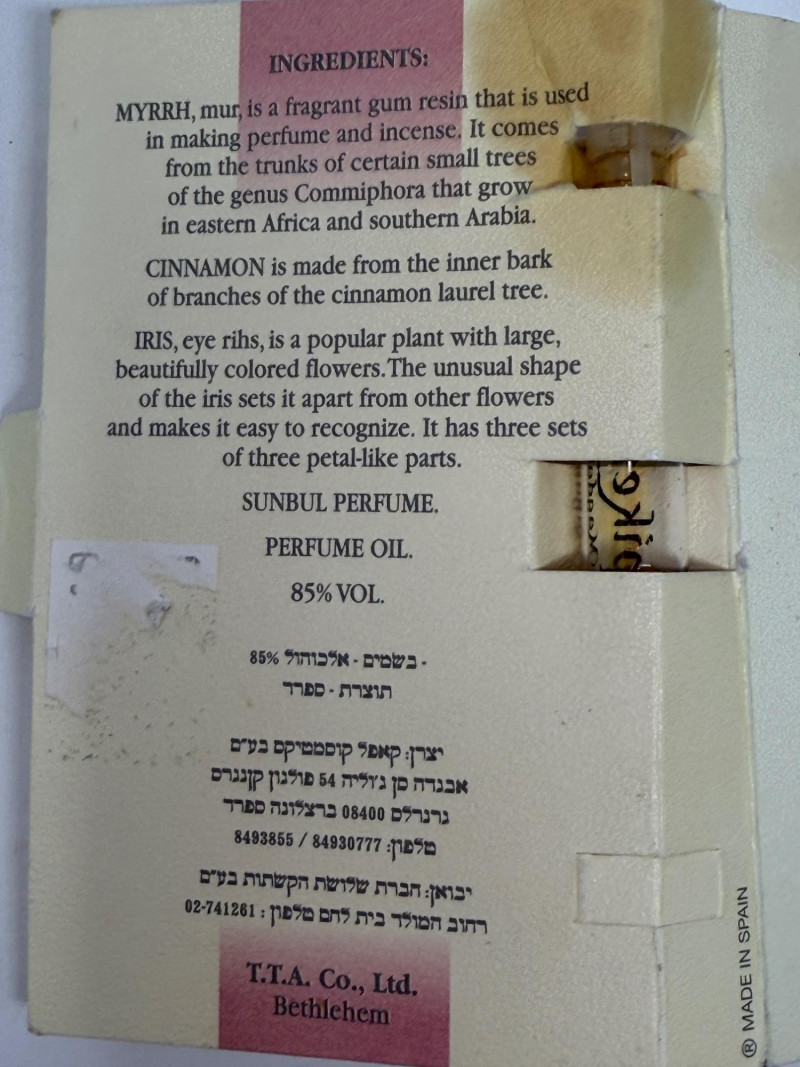 INGREDIENTS:
MYRRH, mur, is a fragrant gum resin that is used
in making perfume and incense. It comes
from the trunks of certain small trees
of the genus Commiphora that grow
in eastern Africa and southern Arabia.
CINNAMON is made from the inner bark
of branches of the cinnamon laurel tree.
IRIS, eye rihs, is a popular plant with large,
beautifully colored flowers.The unusual shape
of the iris sets it apart from other flowers
and makes it easy to recognize. It has three sets
of three petal-like parts.
SUNBUL PERFUME.
PERFUME OIL.
85% VOL.
- בשמים - אלכוהול 85%
תוצרת - ספרד
יצרן: קאפל קוסמטיקס בע״מ
אבגדה סן ג'וליה 54 פולגון קונגרס
גרנרלס 08400 ברצלונה ספרד
טלפון: 84930777 / 8493855
יבואן: חברת שלושת הקשתות בע״מ
רחוב המולד בית לחם טלפון : 02-741261
T.T.A. Co., Ltd.
Bethlehem
® MADE IN SPAIN